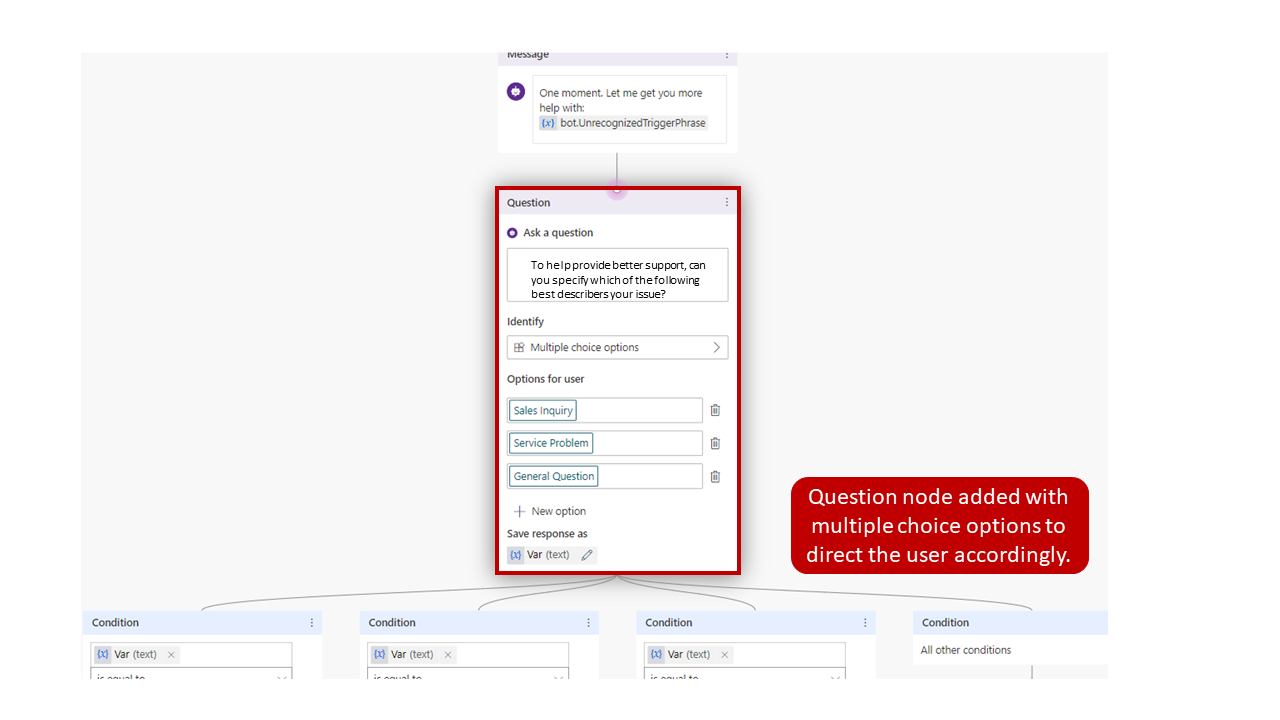 Message
One moment. Let me get you more
help with:
{x} bot.UnrecognizedTriggerPhrase
Question
Ask a question
To help provide better support, can
you specify which of the following
best describers your issue?
Identify
Multiple choice options
Options for user
Sales Inquiry
Service Problem
General Question
New option
Save response as
{x} Var (text)
Question node added with
multiple choice options to
direct the user accordingly.
Condition
{x} Var (text)
is equal to
Condition
{x} Var (text)
is equal to
Condition
{x} Var (text)
is equal to
Condition
All other conditions